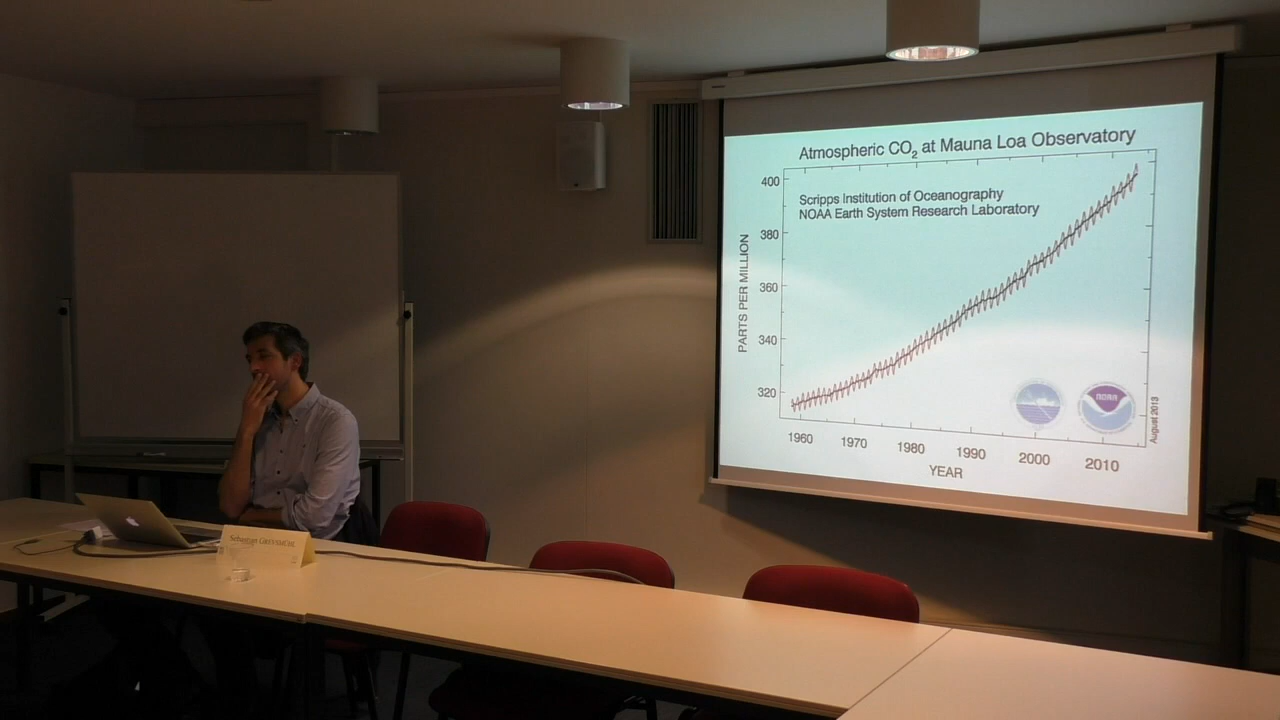 Atmospheric CO₂ at Mauna Loa Observatory
Scripps Institution of Oceanography
NOAA Earth System Research Laboratory
PARTS PER MILLION
400
380
360
340
320
1960 1970 1980 1990 2000 2010
YEAR
NOAA
August 2013
Sebastian